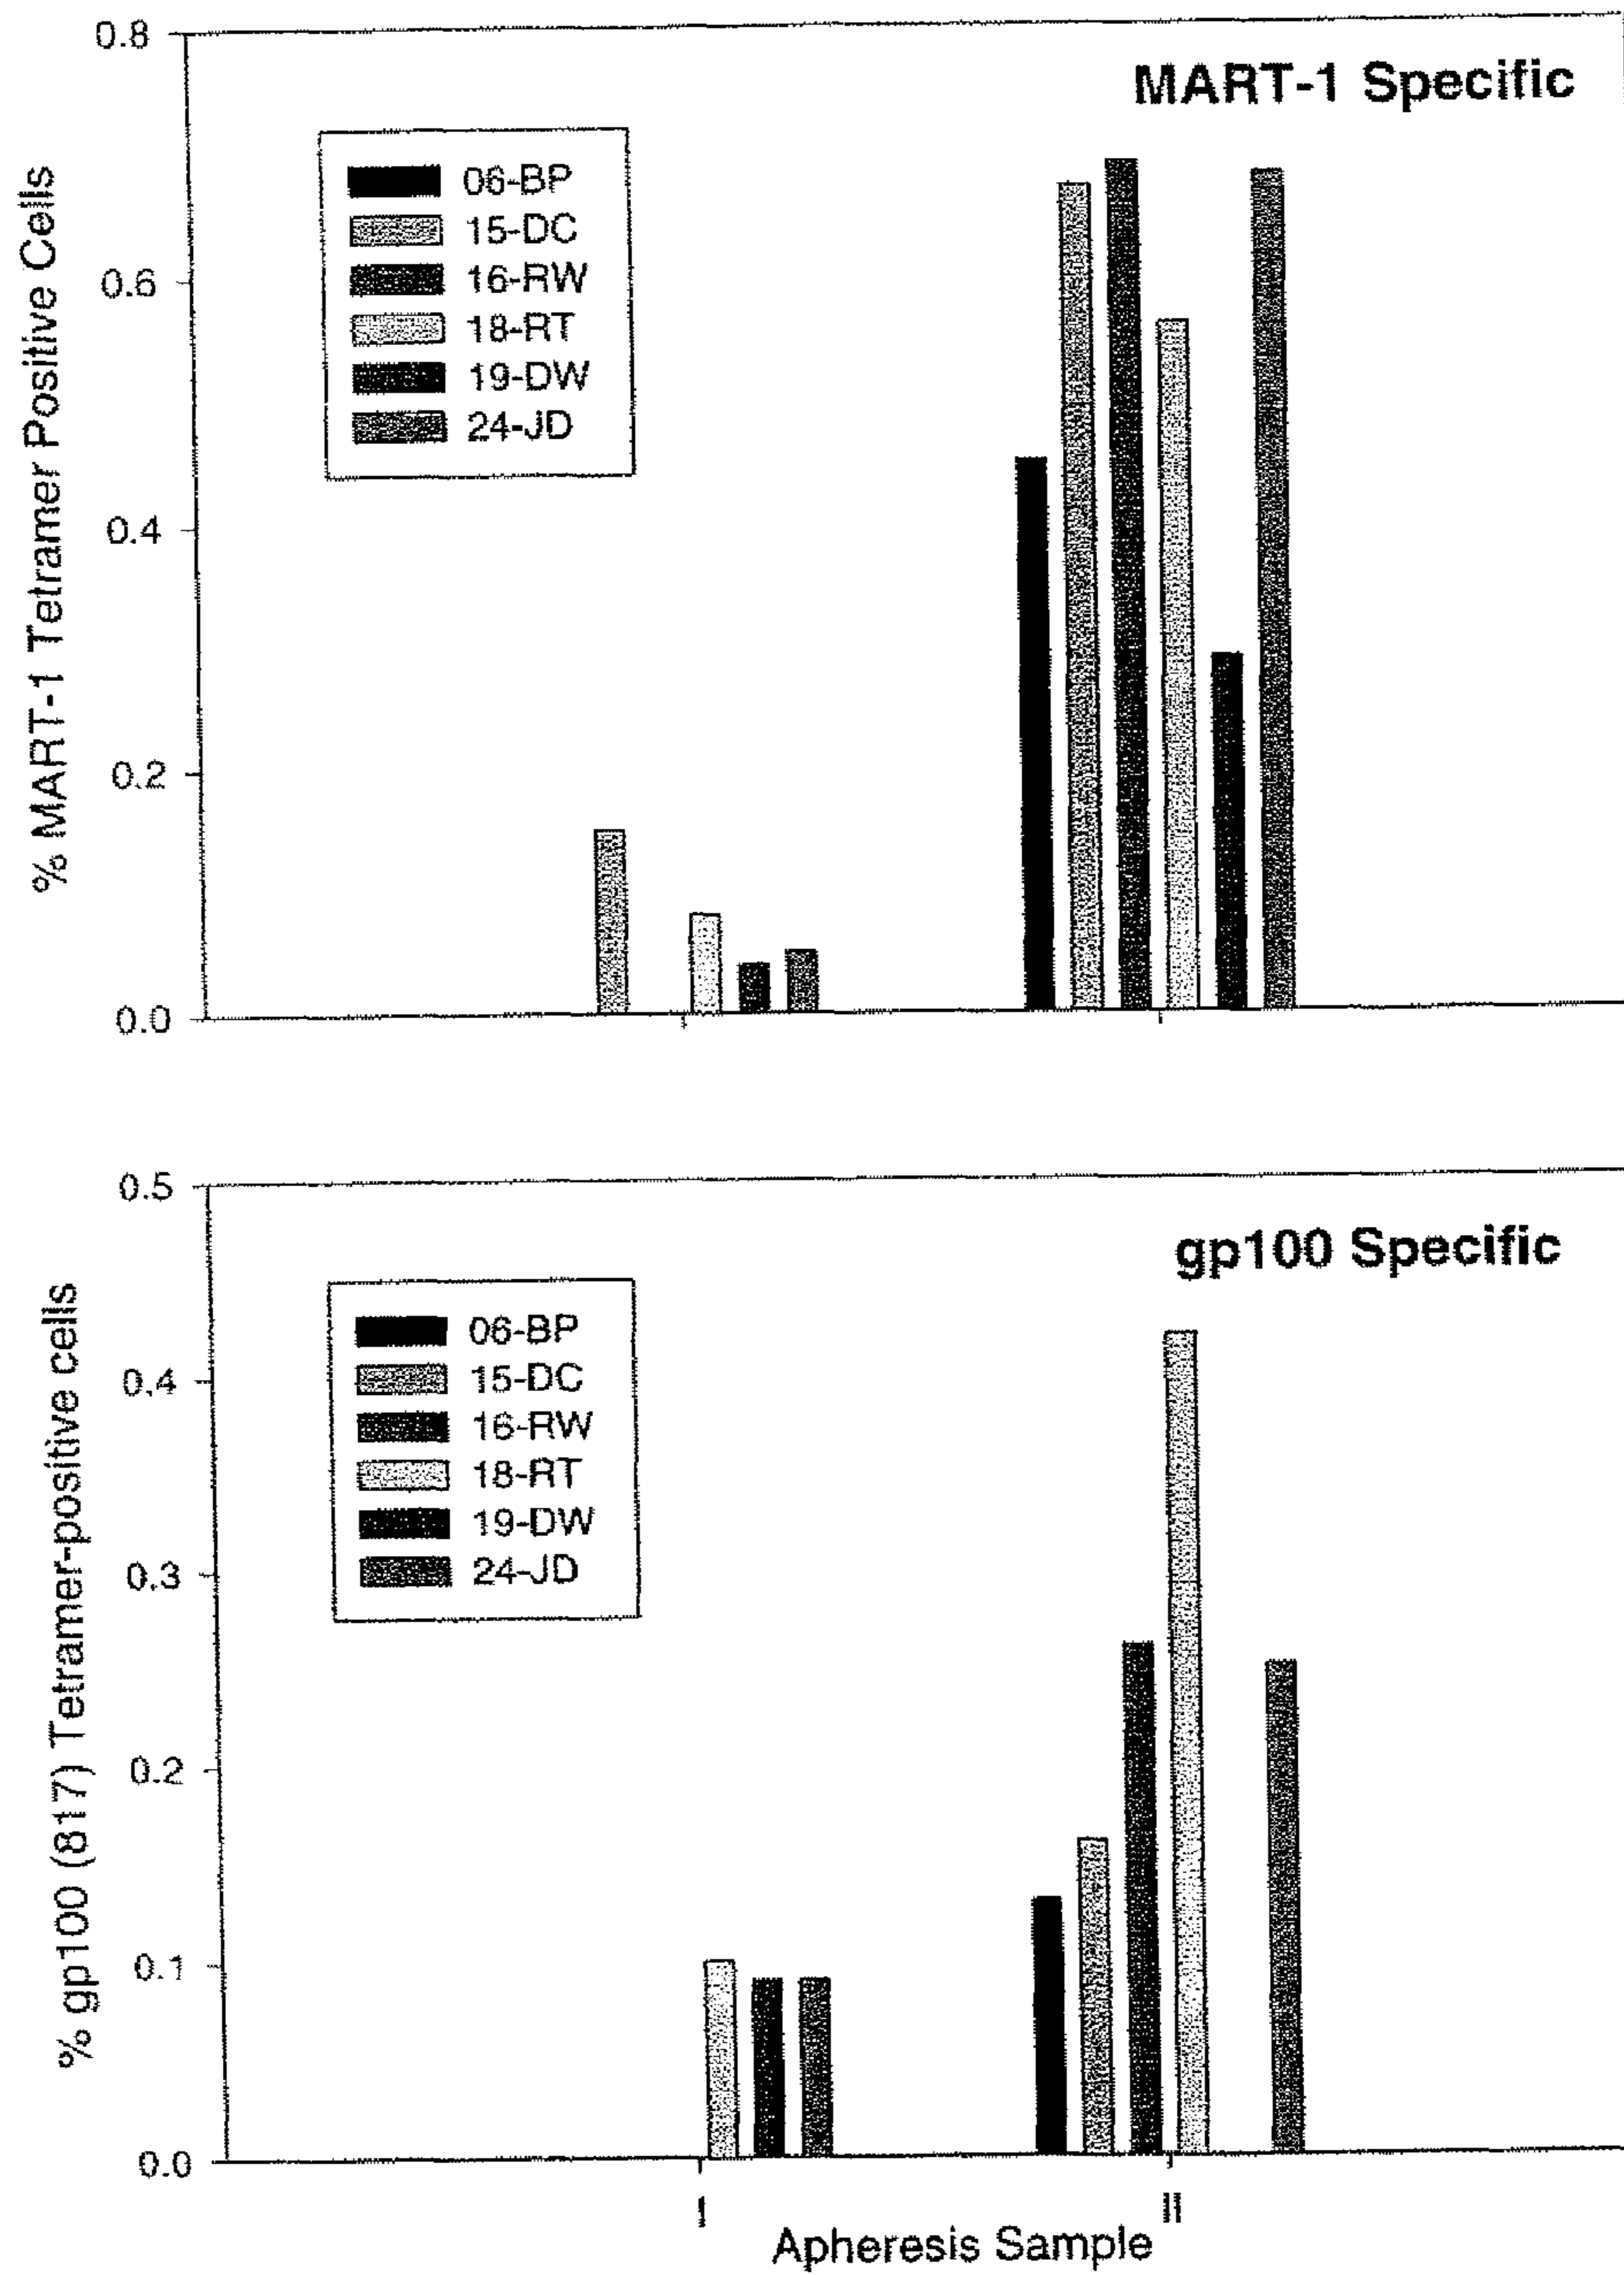 MART-1 Specific
% MART-1 Tetramer Positive Cells
0.8
0.6
0.4
0.2
0.0
06-BP
15-DC
16-RW
18-RT
19-DW
24-JD
gp100 Specific
% gp100 (817) Tetramer-positive cells
0.5
0.4
0.3
0.2
0.1
0.0
06-BP
15-DC
16-RW
18-RT
19-DW
24-JD
I II
Apheresis Sample